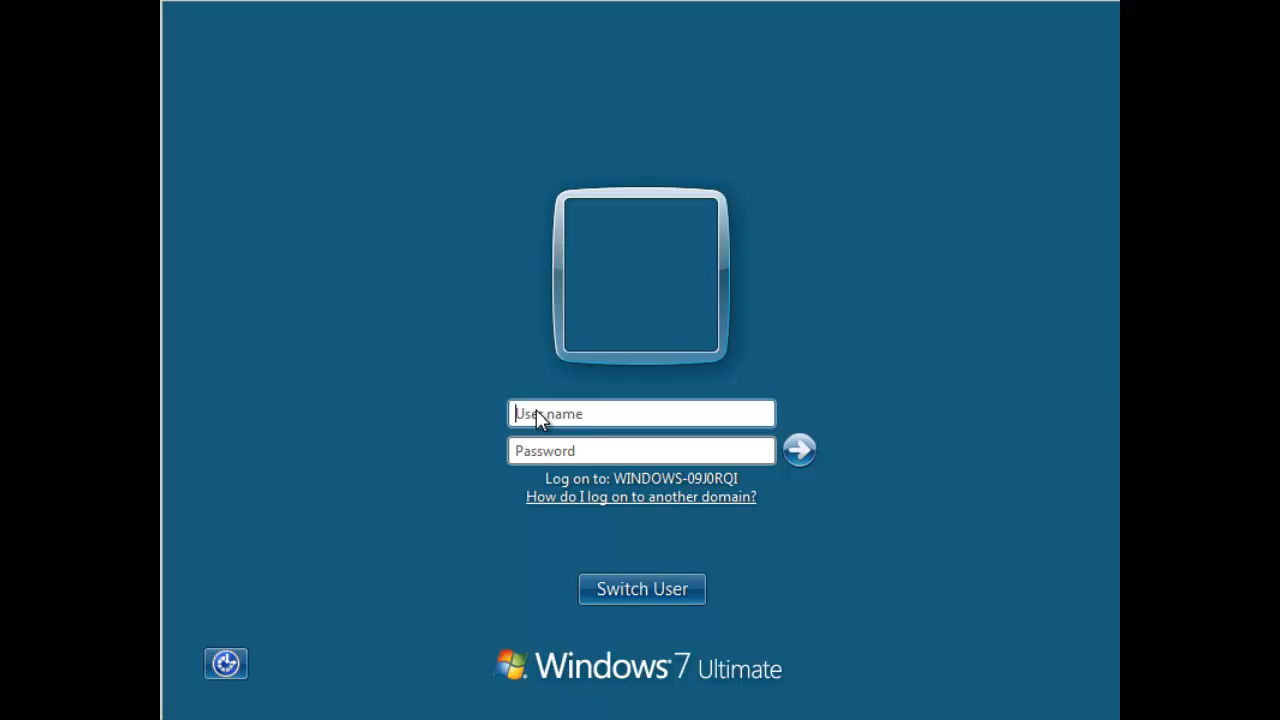 User name
Password
Log on to: WINDOWS-09J0RQI
How do I log on to another domain?
Switch User
Windows 7 Ultimate